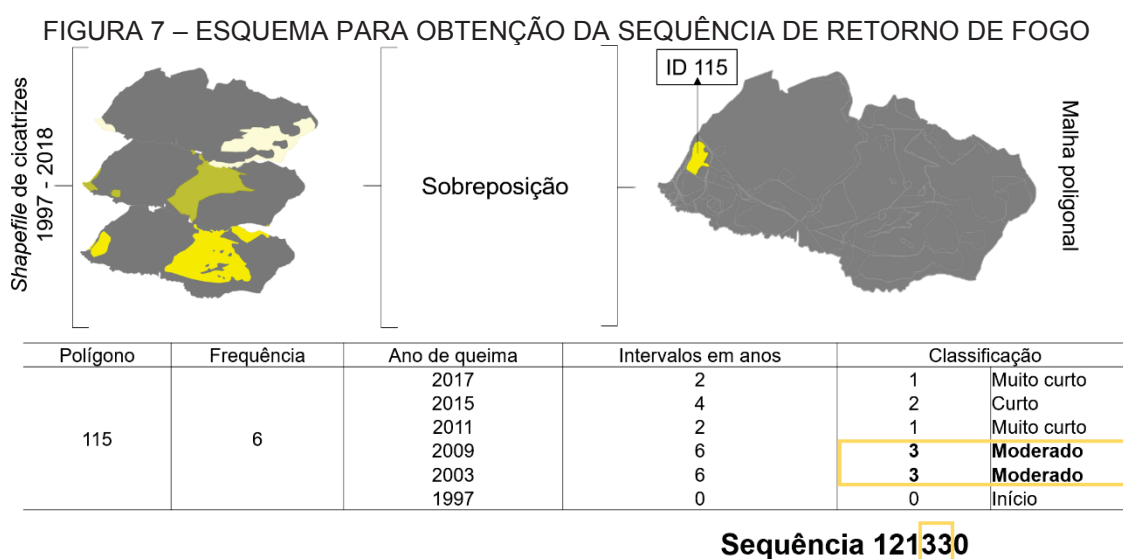 FIGURA 7 – ESQUEMA PARA OBTENÇÃO DA SEQUÊNCIA DE RETORNO DE FOGO
Shapefile de cicatrizes
1997 - 2018
Sobreposição
ID 115
Malha poligonal
Polígono Frequência Ano de queima Intervalos em anos Classificação
2017 2 1 Muito curto
2015 4 2 Curto
2011 2 1 Muito curto
115 6 2009 6 3 Moderado
2003 6 3 Moderado
1997 0 0 Início
Sequência 121330